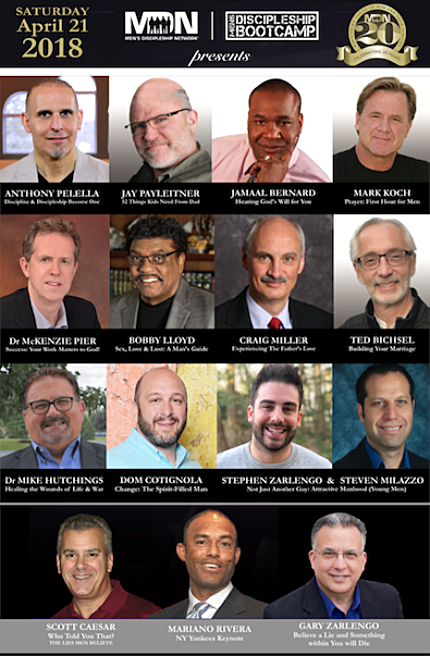 SATURDAY
April 21
2018
MDN
MEN'S DISCIPLESHIP NETWORK
MEN'S DISCIPLESHIP
BOOTCAMP
presents
MDN
20
CELEBRATING 20 YEARS
ANTHONY PELELLA
Discipline & Discipleship Become One
JAY PAYLEITNER
52 Things Kids Need From Dad
JAMAAL BERNARD
Hearing God's Will for You
MARK KOCH
Prayer: First Hour for Men
Dr McKENZIE PIER
Success: Your Work Matters to God!
BOBBY LLOYD
Sex, Love & Lust: A Man's Guide
CRAIG MILLER
Experiencing The Father's Love
TED BICHSEL
Building Your Marriage
Dr MIKE HUTCHINGS
Healing the Wounds of Life & War
DOM COTIGNOLA
Change: The Spirit-Filled Man
STEPHEN ZARLENGO & STEVEN MILAZZO
Not Just Another Guy: Attractive Manhood (Young Men)
SCOTT CAESAR
Who Told You That?
THE LIES MEN BELIEVE
MARIANO RIVERA
NY Yankees Keynote
GARY ZARLENGO
Believe a Lie and Something
within You will Die